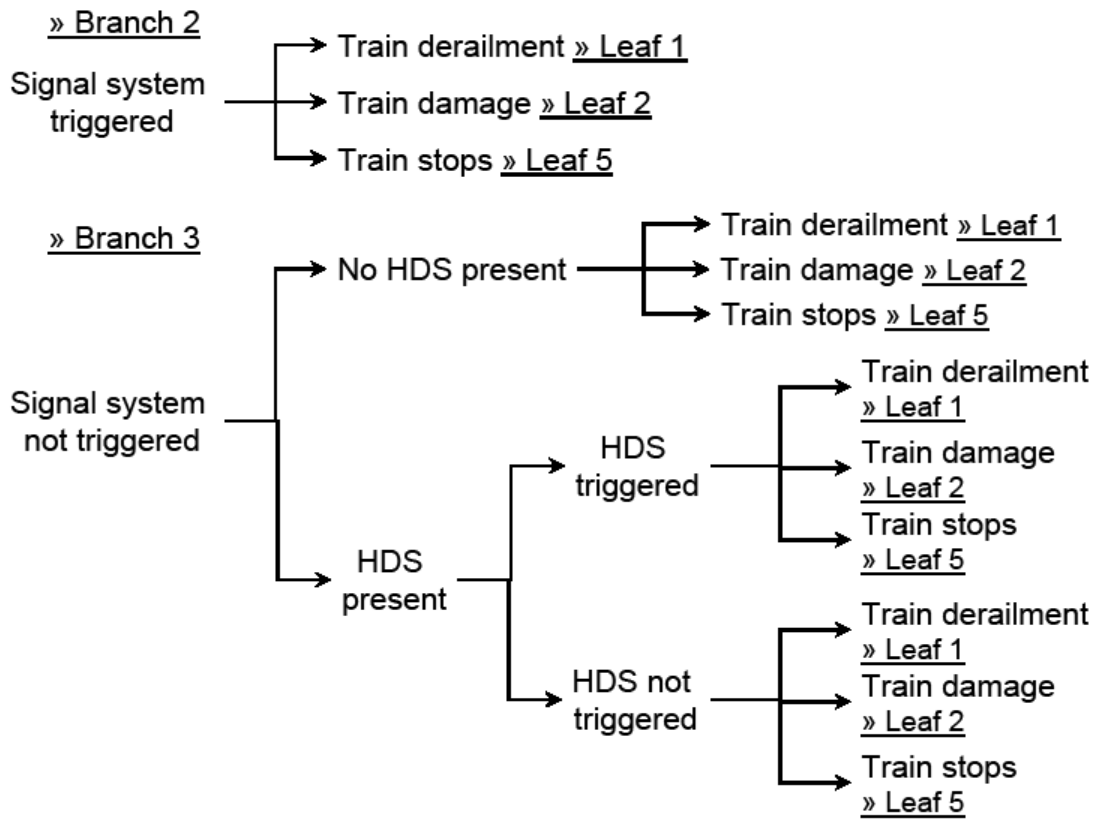 » Branch 2
Signal system
triggered
Train derailment » Leaf 1
Train damage » Leaf 2
Train stops » Leaf 5
» Branch 3
Signal system
not triggered
No HDS present
Train derailment » Leaf 1
Train damage » Leaf 2
Train stops » Leaf 5
HDS
present
HDS
triggered
Train derailment
» Leaf 1
Train damage
» Leaf 2
Train stops
» Leaf 5
HDS not
triggered
Train derailment
» Leaf 1
Train damage
» Leaf 2
Train stops
» Leaf 5